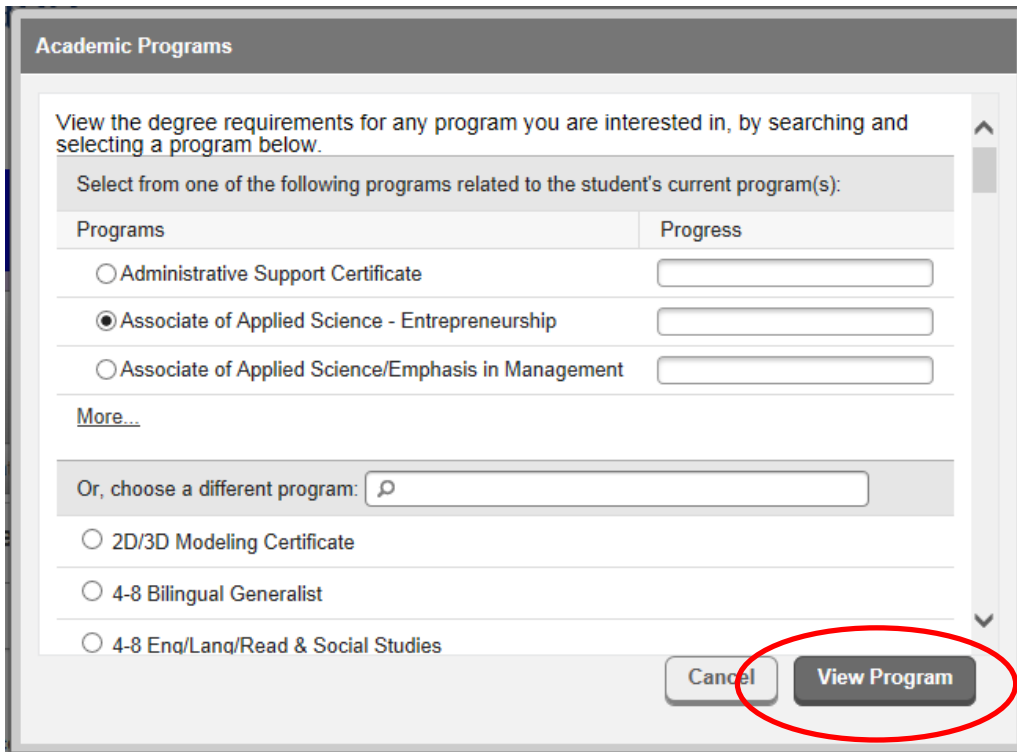 Academic Programs
View the degree requirements for any program you are interested in, by searching and
selecting a program below.
Select from one of the following programs related to the student's current program(s):
Programs Progress
Administrative Support Certificate
Associate of Applied Science - Entrepreneurship
Associate of Applied Science/Emphasis in Management
More...
Or, choose a different program:
2D/3D Modeling Certificate
4-8 Bilingual Generalist
4-8 Eng/Lang/Read & Social Studies
Cancel View Program